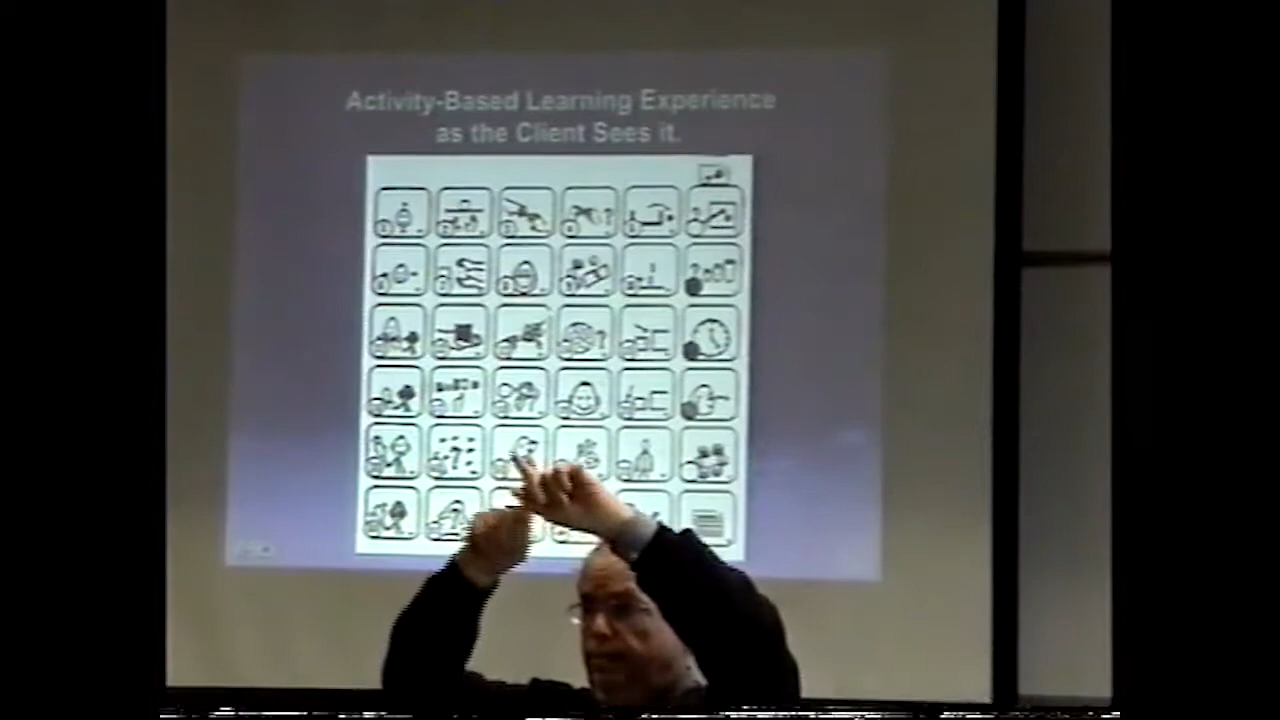 Activity-Based Learning Experience
as the Client Sees it.